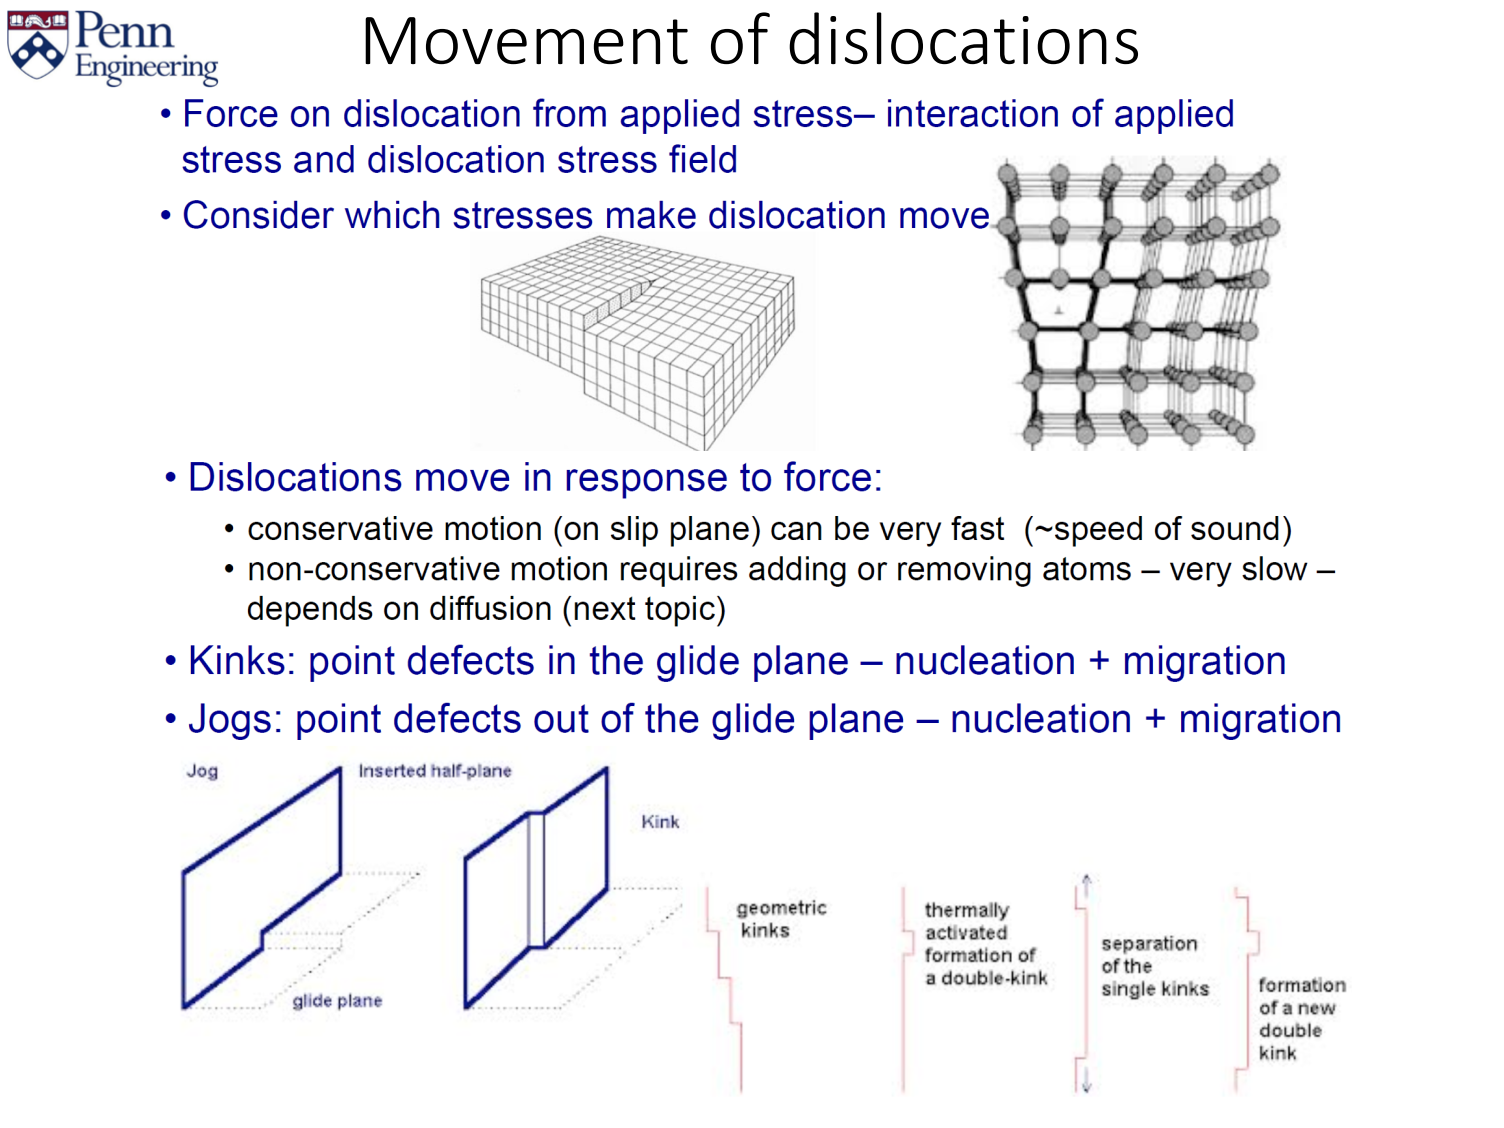 Penn
Engineering
Movement of dislocations
• Force on dislocation from applied stress– interaction of applied
stress and dislocation stress field
• Consider which stresses make dislocation move
• Dislocations move in response to force:
• conservative motion (on slip plane) can be very fast (~speed of sound)
• non-conservative motion requires adding or removing atoms – very slow –
depends on diffusion (next topic)
• Kinks: point defects in the glide plane – nucleation + migration
• Jogs: point defects out of the glide plane – nucleation + migration
Jog
Inserted half-plane
glide plane
Kink
geometric
kinks
thermally
activated
formation of
a double-kink
separation
of the
single kinks
formation
of a new
double
kink